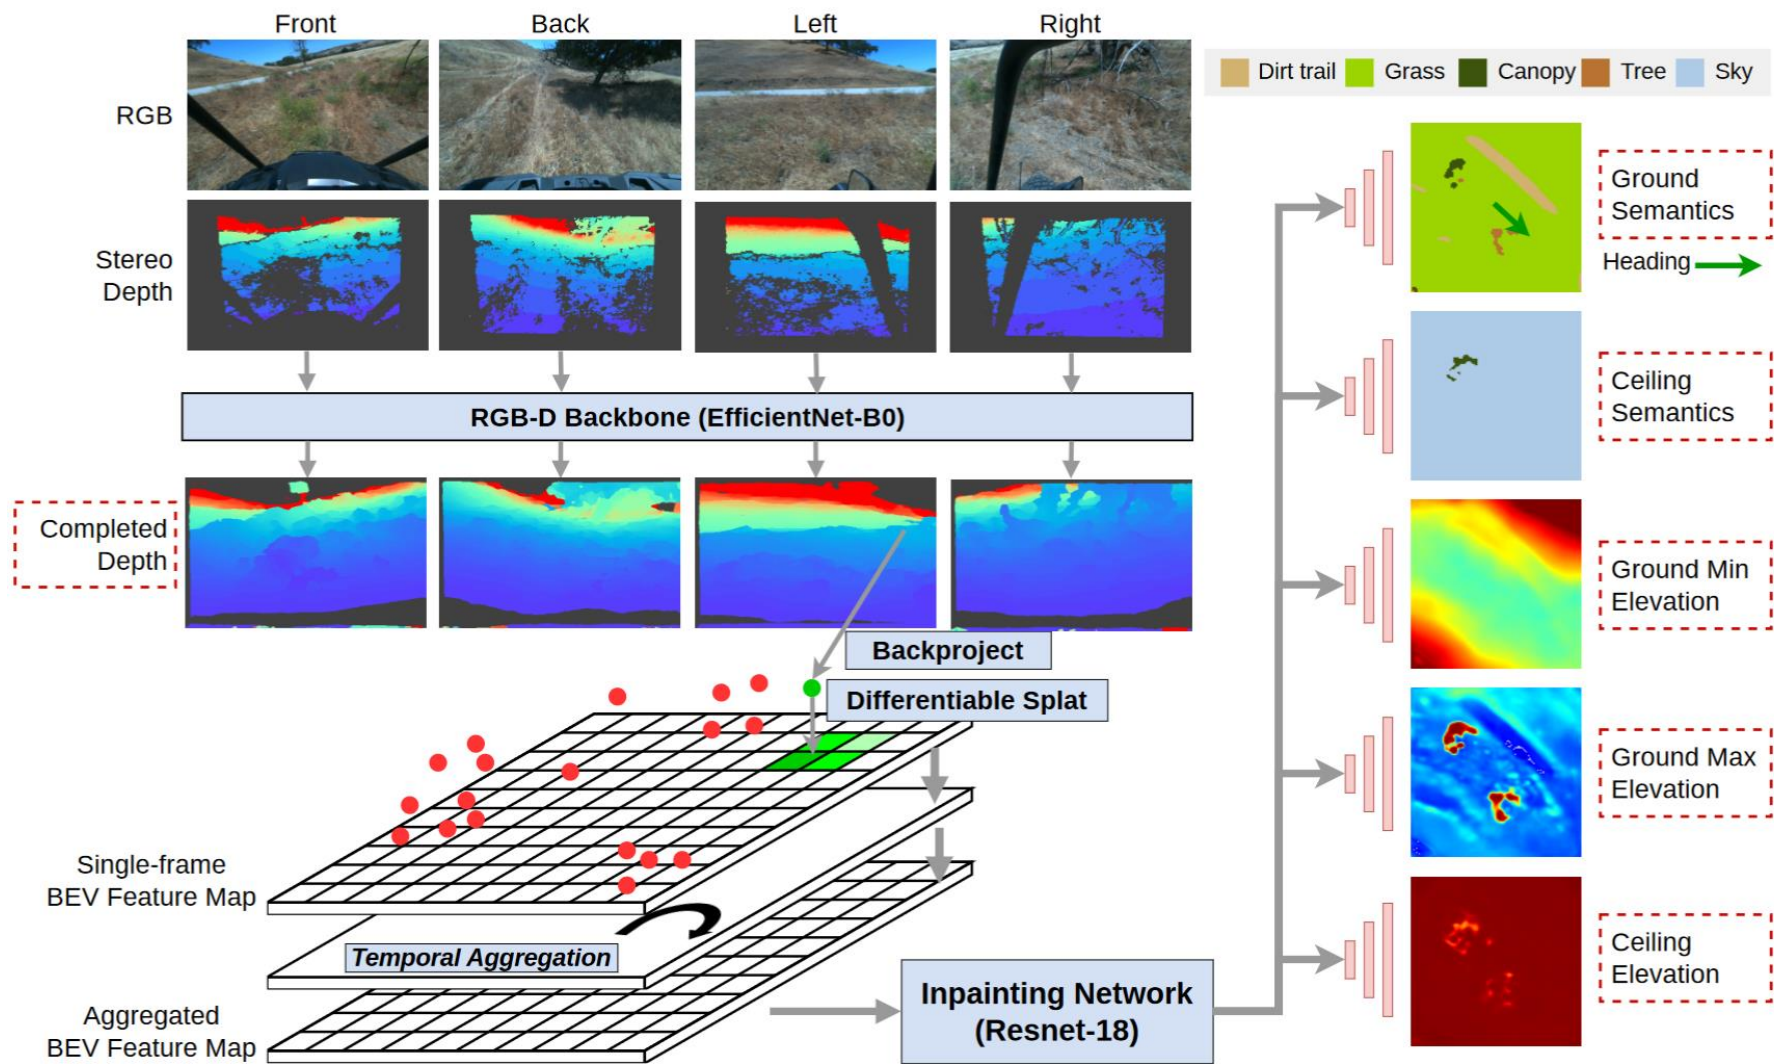 Front
Back
Left
Right
RGB
Stereo
Depth
RGB-D Backbone (EfficientNet-B0)
Completed
Depth
Backproject
Differentiable Splat
Single-frame
BEV Feature Map
Temporal Aggregation
Aggregated
BEV Feature Map
Inpainting Network
(Resnet-18)
Dirt trail
Grass
Canopy
Tree
Sky
Ground
Semantics
Heading
Ceiling
Semantics
Ground Min
Elevation
Ground Max
Elevation
Ceiling
Elevation